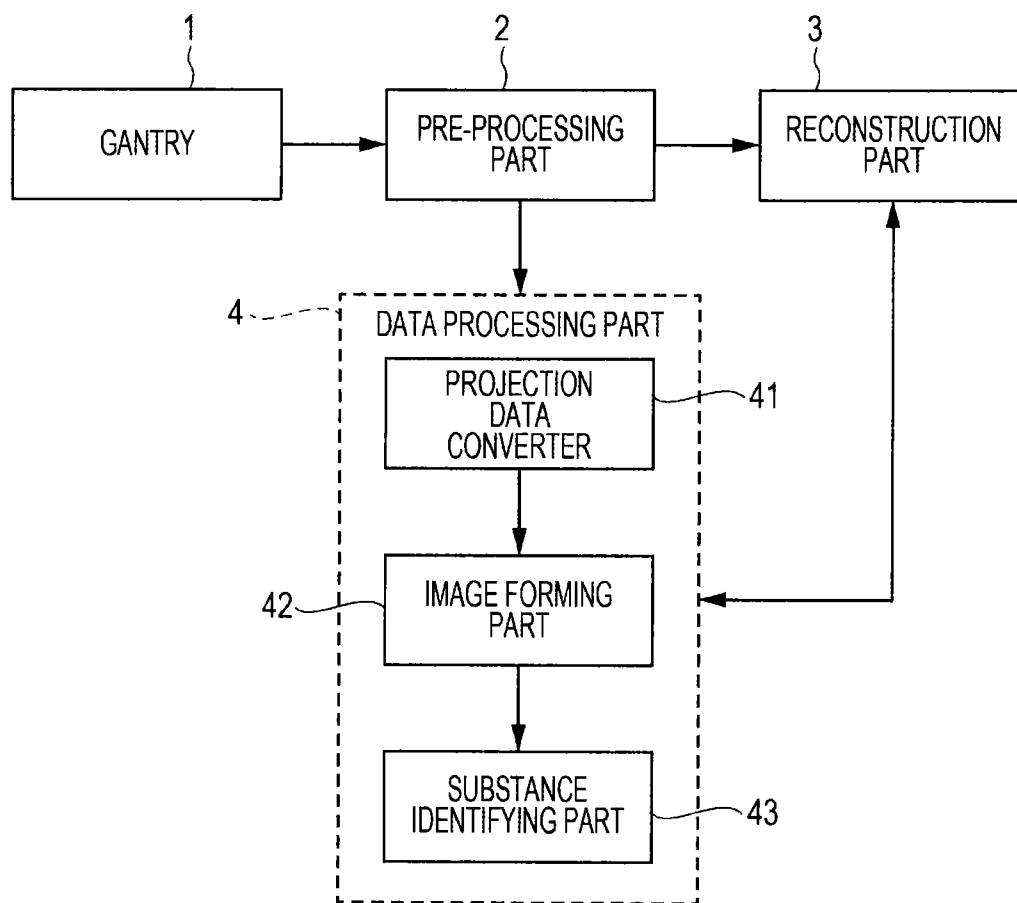 1
2
3
GANTRY
PRE-PROCESSING
PART
RECONSTRUCTION
PART
4
DATA PROCESSING PART
PROJECTION
DATA
CONVERTER
41
IMAGE FORMING
PART
42
SUBSTANCE
IDENTIFYING PART
43